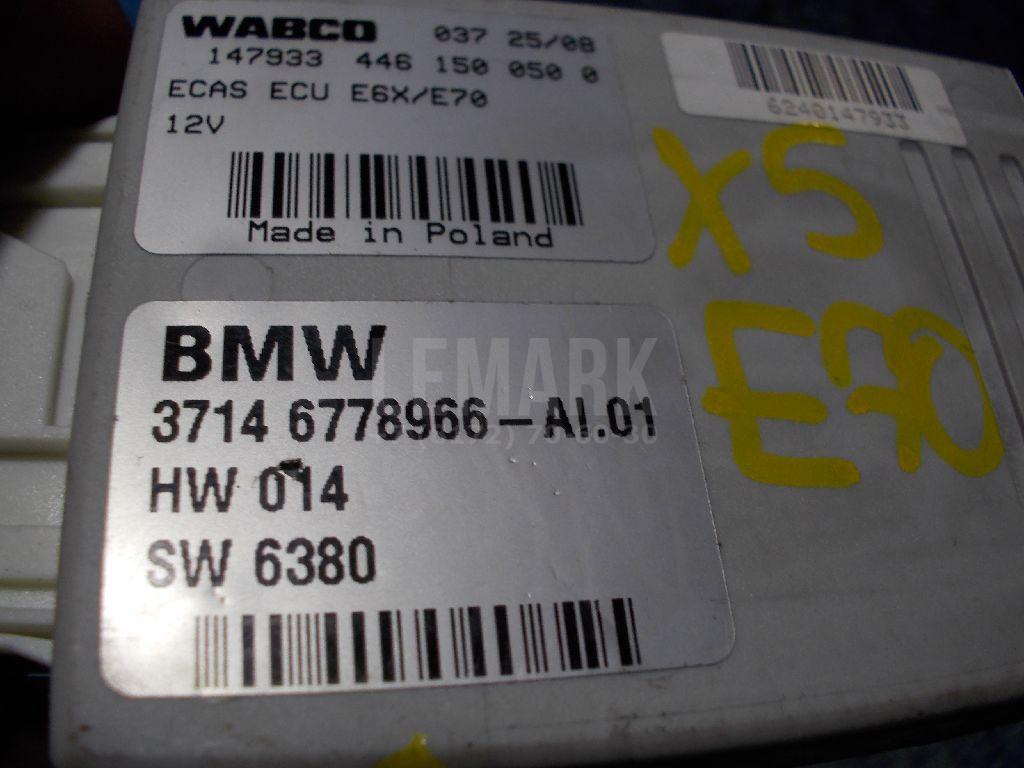 WABCO 037 25/08
147933 446 150 050 0
ECAS ECU E6X/E70
12V
Made in Poland
6240147933
X5
E70
BMW
LEMARK
3714 6778966-AI.01
HW 014
SW 6380